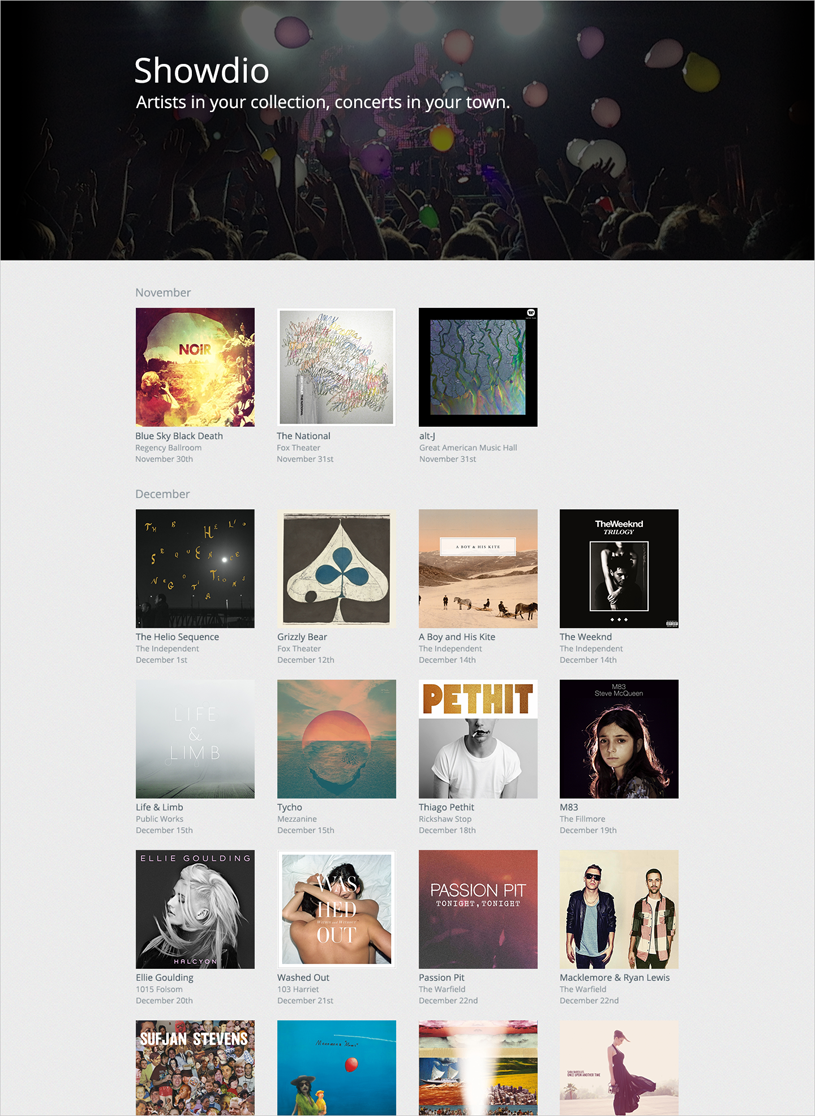 Showdio
Artists in your collection, concerts in your town.
November
NOIR
Blue Sky Black Death
Regency Ballroom
November 30th
The National
Fox Theater
November 31st
alt-J
Great American Music Hall
November 31st
December
THE HELIO
SEQUENCE
NEGOTIATIONS
The Helio Sequence
The Independent
December 1st
Grizzly Bear
Fox Theater
December 12th
A BOY & HIS KITE
A Boy and His Kite
The Independent
December 14th
TheWeeknd
TRILOGY
The Weeknd
The Independent
December 14th
LIFE
&
LIMB
Life & Limb
Public Works
December 15th
Tycho
Mezzanine
December 15th
PETHIT
Thiago Pethit
Rickshaw Stop
December 18th
M83
Steve McQueen
M83
The Fillmore
December 19th
ELLIE GOULDING
HALCYON
Ellie Goulding
1015 Folsom
December 20th
WAS
HED
OUT
Washed Out
103 Harriet
December 21st
PASSION PIT
TONIGHT, TONIGHT
Passion Pit
The Warfield
December 22nd
Macklemore & Ryan Lewis
The Warfield
December 22nd
SUFJAN STEVENS